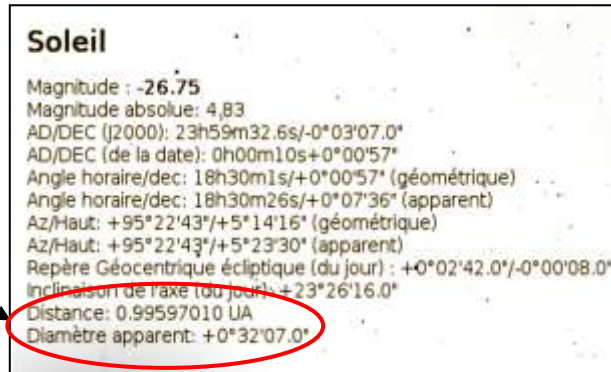 Soleil
Magnitude : -26.75
Magnitude absolue: 4,83
AD/DEC (J2000): 23h59m32.6s/-0°03'07.0"
AD/DEC (de la date): 0h00m10s+0°00'57"
Angle horaire/dec: 18h30m1s/+0°00'57" (géométrique)
Angle horaire/dec: 18h30m26s/+0°07'36" (apparent)
Az/Haut: +95°22'43"/+5°14'16" (géométrique)
Az/Haut: +95°22'43"/+5°23'30" (apparent)
Repère Géocentrique écliptique (du jour) : +0°02'42.0"/-0°00'08.0"
Inclinaison de l'axe (du jour): +23°26'16.0"
Distance: 0.99597010 UA
Diamètre apparent: +0°32'07.0"